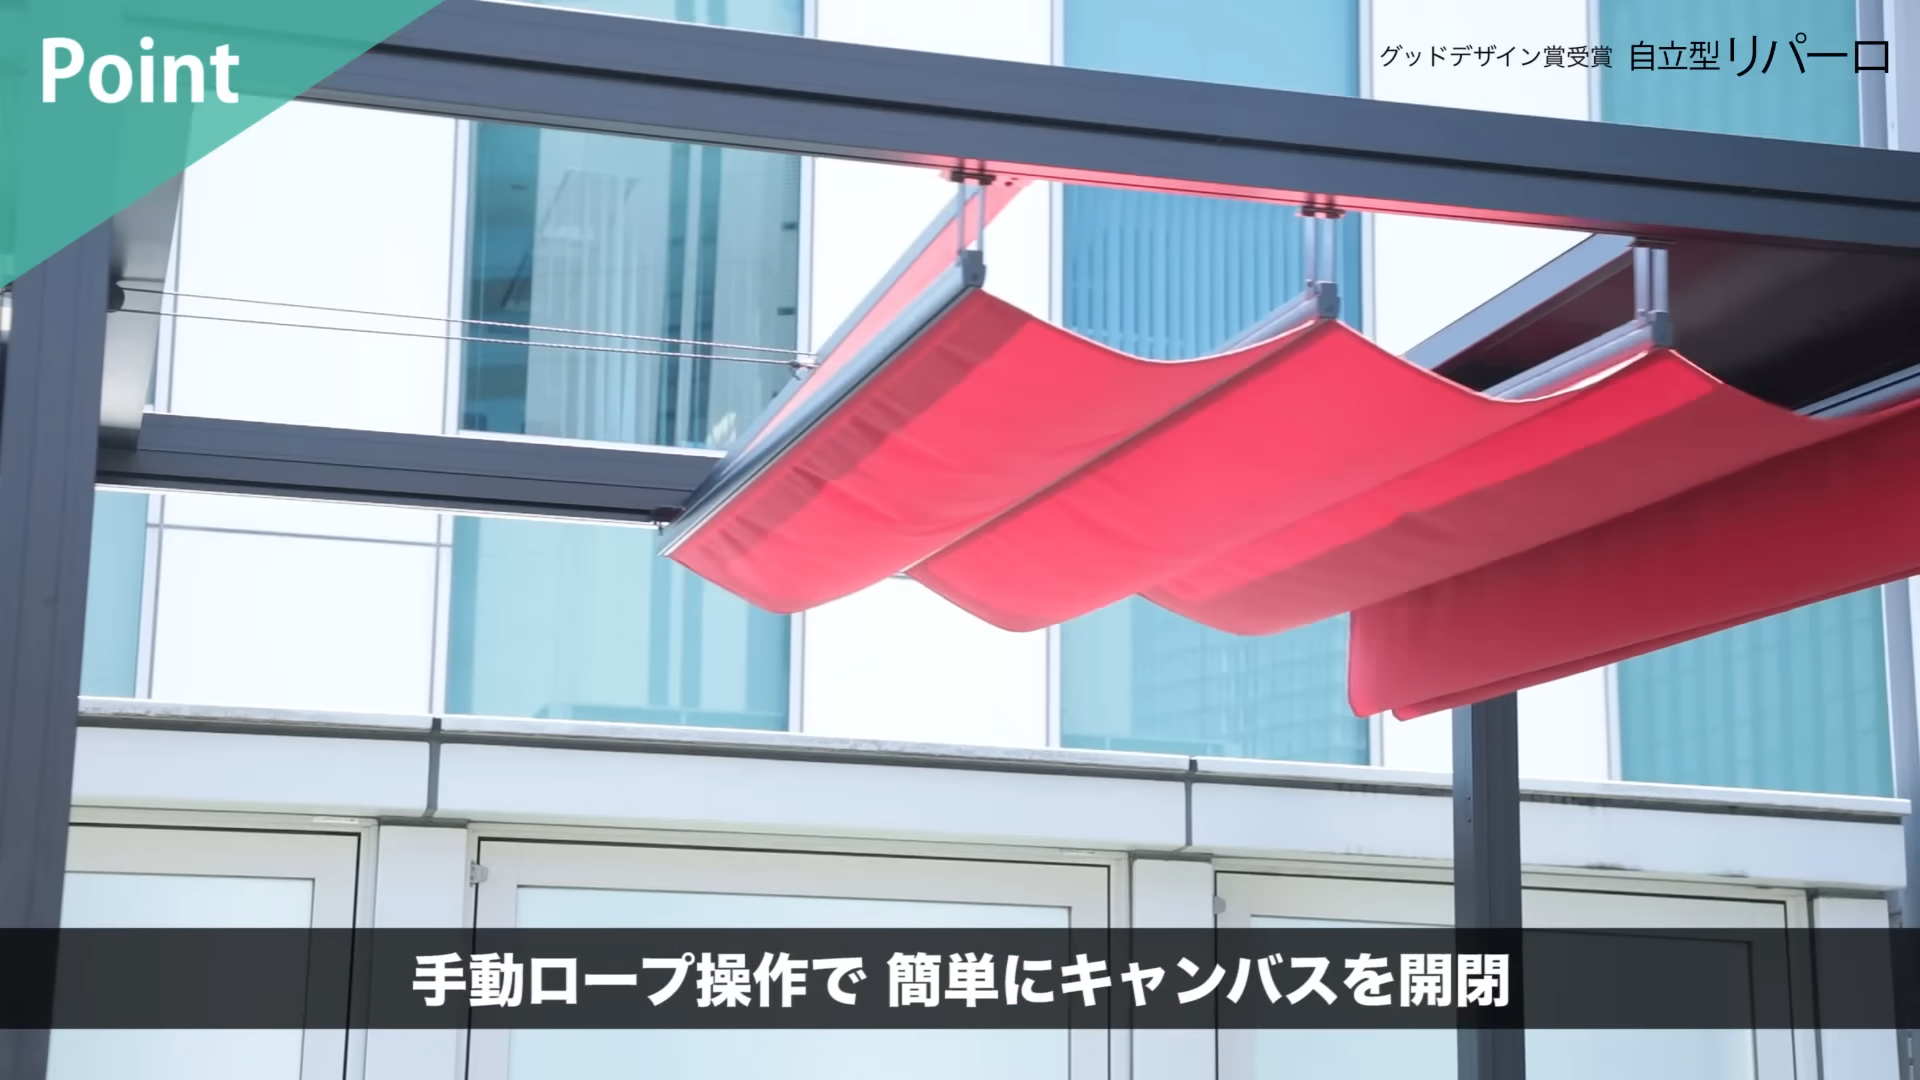 Point
グッドデザイン賞受賞 自立型リパーロ
手動ロープ操作で 簡単にキャンバスを開閉